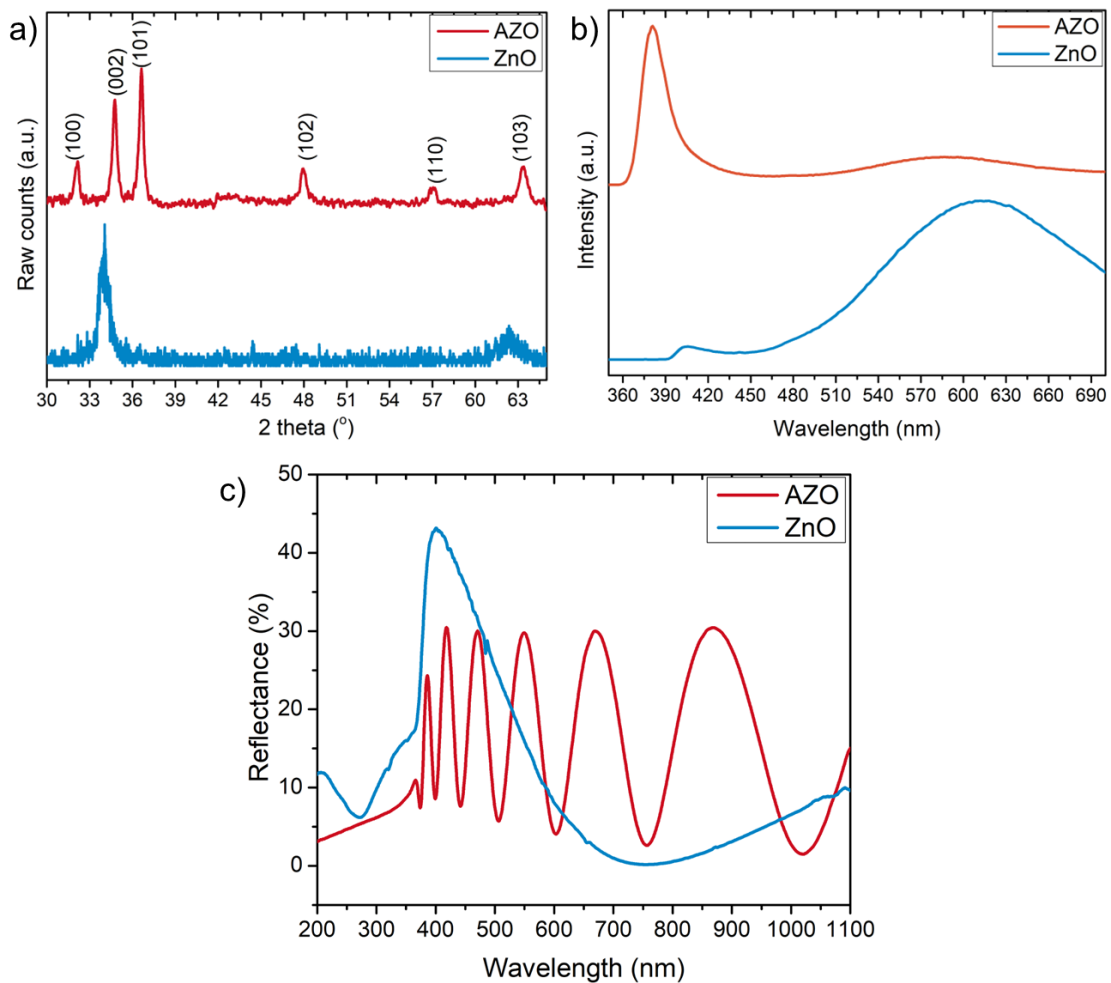 a)
AZO
ZnO
(100)
(002)
(101)
(102)
(110)
(103)
Raw counts (a.u.)
30 33 36 39 42 45 48 51 54 57 60 63
2 theta (°)
b)
AZO
ZnO
Intensity (a.u.)
360 390 420 450 480 510 540 570 600 630 660 690
Wavelength (nm)
c)
AZO
ZnO
Reflectance (%)
50
40
30
20
10
0
200 300 400 500 600 700 800 900 1000 1100
Wavelength (nm)